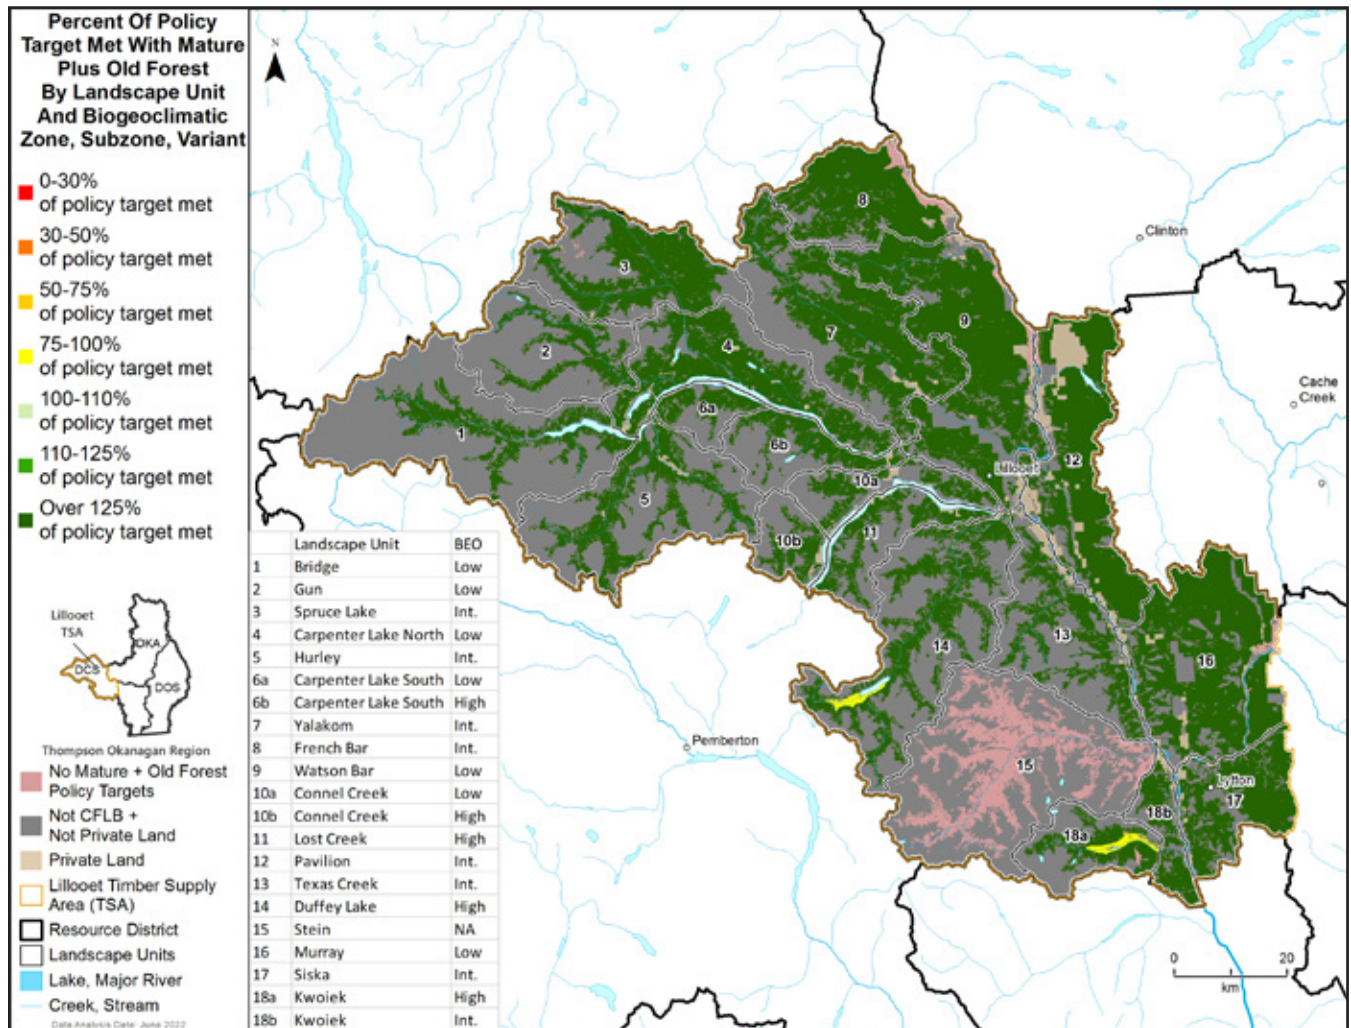 Percent Of Policy
Target Met With Mature
Plus Old Forest
By Landscape Unit
And Biogeoclimatic
Zone, Subzone, Variant
0-30%
of policy target met
30-50%
of policy target met
50-75%
of policy target met
75-100%
of policy target met
100-110%
of policy target met
110-125%
of policy target met
Over 125%
of policy target met
Lillooet
TSA
DKA
DCS
DOS
Thompson Okanagan Region
No Mature + Old Forest
Policy Targets
Not CFLB +
Not Private Land
Private Land
Lillooet Timber Supply
Area (TSA)
Resource District
Landscape Units
Lake, Major River
Creek, Stream
Data Analysis Date: June 2022
Landscape Unit BEO
1 Bridge Low
2 Gun Low
3 Spruce Lake Int.
4 Carpenter Lake North Low
5 Hurley Int.
6a Carpenter Lake South Low
6b Carpenter Lake South High
7 Yalakom Int.
8 French Bar Int.
9 Watson Bar Low
10a Connel Creek Low
10b Connel Creek High
11 Lost Creek High
12 Pavilion Int.
13 Texas Creek Int.
14 Duffey Lake High
15 Stein NA
16 Murray Low
17 Siska Int.
18a Kwoiek High
18b Kwoiek Int.
N
8
Clinton
3
9
7
4
2
Cache
Creek
6a
1
6b
12
Lillooet
10a
5
11
10b
13
14
16
Pemberton
15
Lytton
17
18b
18a
0 20
km